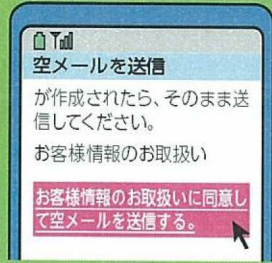 空メールを送信
が作成されたら、そのまま送
信してください。
お客様情報のお取扱い
お客様情報のお取扱いに同意し
て空メールを送信する。